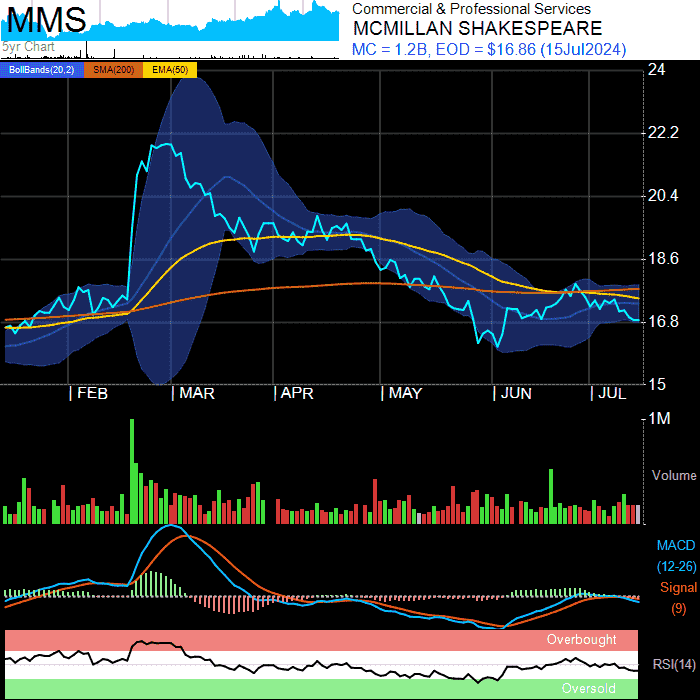 MMS
5yr Chart
Commercial & Professional Services
MCMILLAN SHAKESPEARE
MC = 1.2B, EOD = $16.86 (15Jul2024)
BollBands(20,2) SMA(200) EMA(50)
24
22.2
20.4
18.6
16.8
15
| FEB | MAR | APR | MAY | JUN | JUL
1M
Volume
MACD
(12-26)
Signal
(9)
Overbought
RSI(14)
Oversold